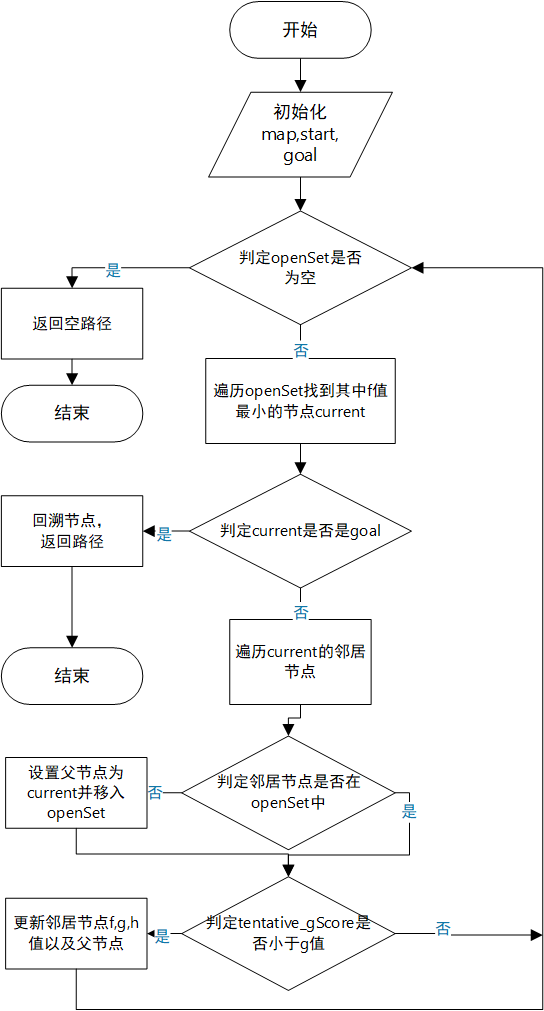 开始
初始化
map,start,
goal
判定openSet是否
为空
是
返回空路径
否
结束
遍历openSet找到其中f值
最小的节点current
回溯节点，
返回路径
是
判定current是否是goal
否
遍历current的邻居
节点
结束
设置父节点为
current并移入
openSet
否
判定邻居节点是否在
openSet中
是
更新邻居节点f,g,h
值以及父节点
是
判定tentative_gScore是
否小于g值
否